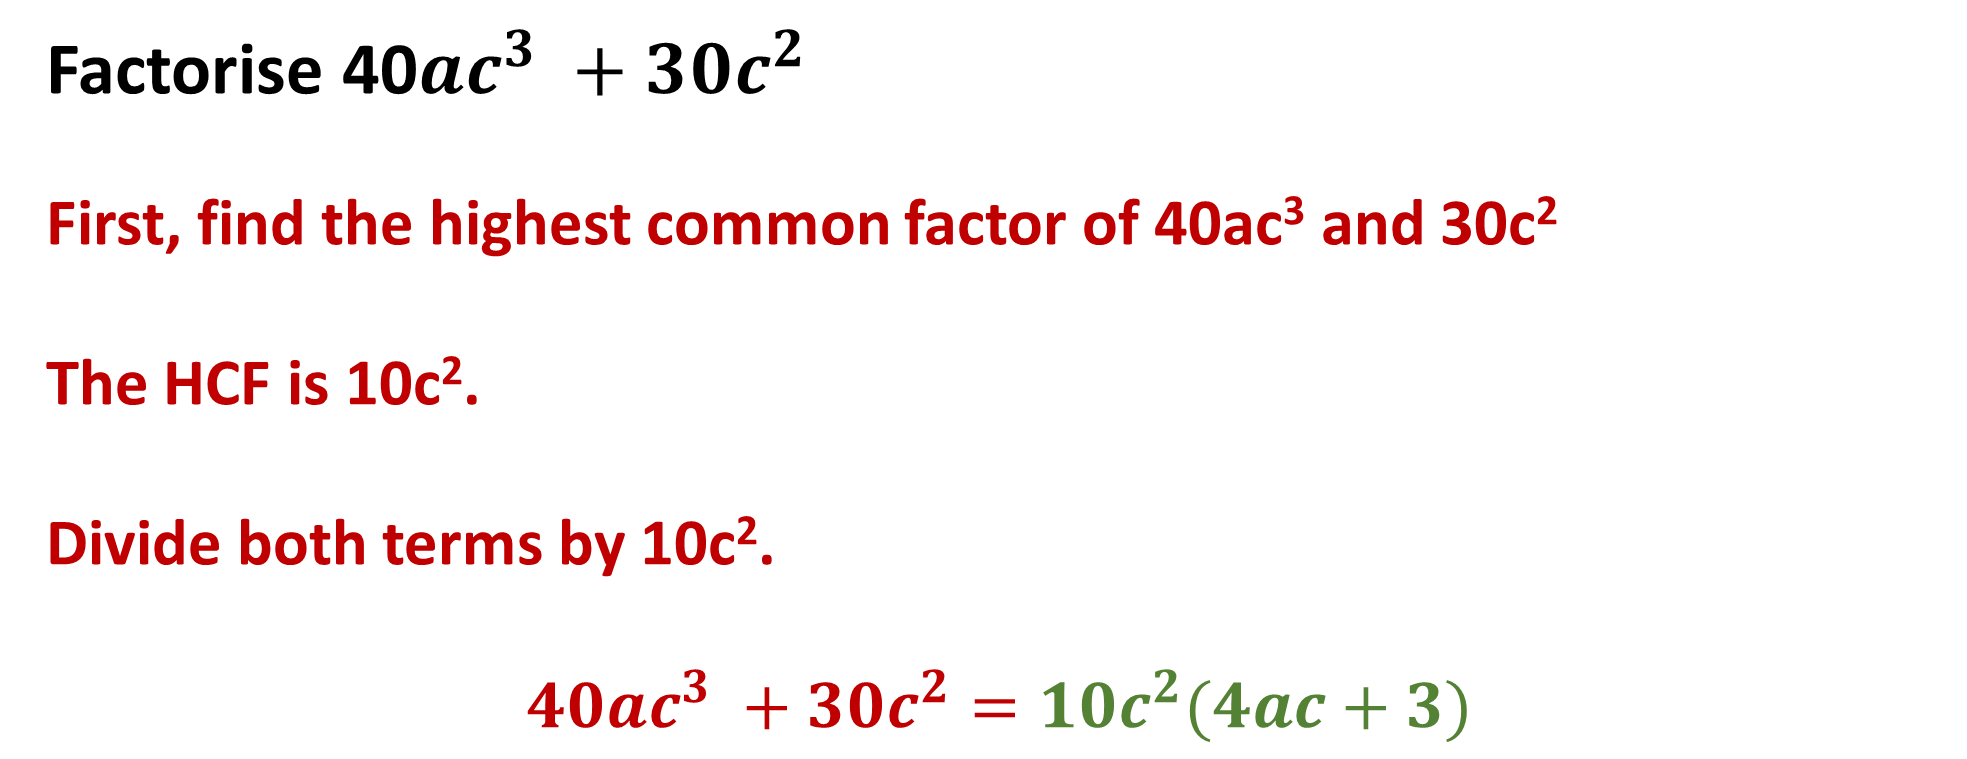 Factorise 40ac³ + 30c²
First, find the highest common factor of 40ac³ and 30c²
The HCF is 10c².
Divide both terms by 10c².
40ac³ + 30c² = 10c²(4ac + 3)